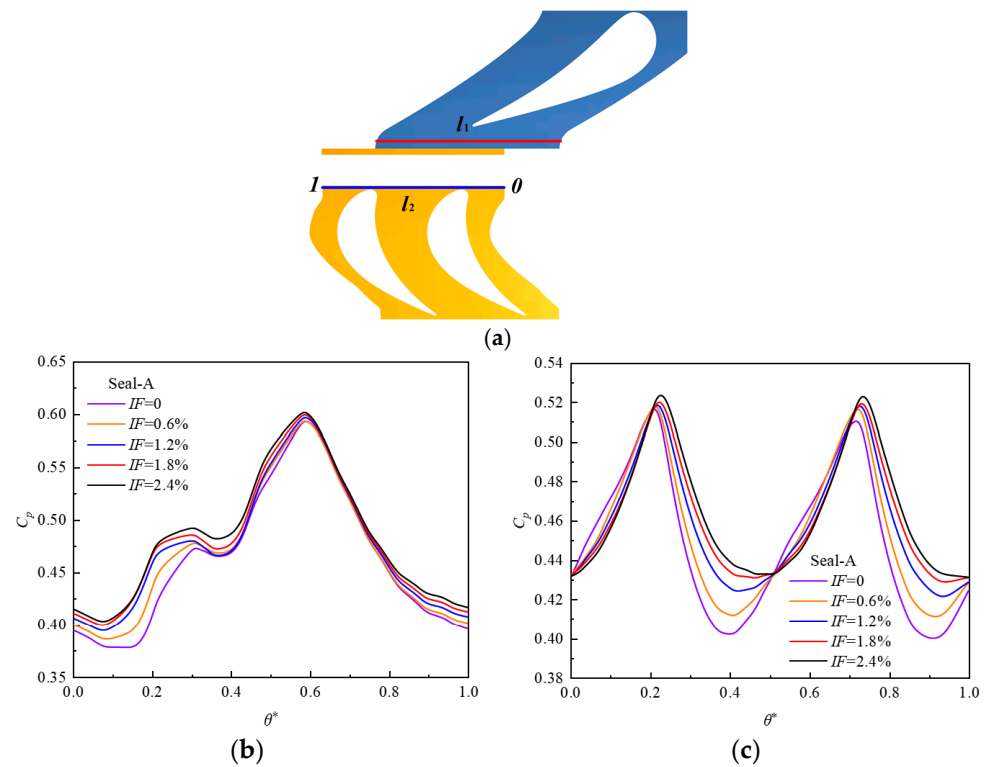 l₁
1
0
l₂
(a)
0.65
0.60
0.55
0.50
0.45
0.40
0.35
Cₚ
Seal-A
IF=0
IF=0.6%
IF=1.2%
IF=1.8%
IF=2.4%
0.0 0.2 0.4 0.6 0.8 1.0
θ*
(b)
0.54
0.52
0.50
0.48
0.46
0.44
0.42
0.40
0.38
Cₚ
Seal-A
IF=0
IF=0.6%
IF=1.2%
IF=1.8%
IF=2.4%
0.0 0.2 0.4 0.6 0.8 1.0
θ*
(c)